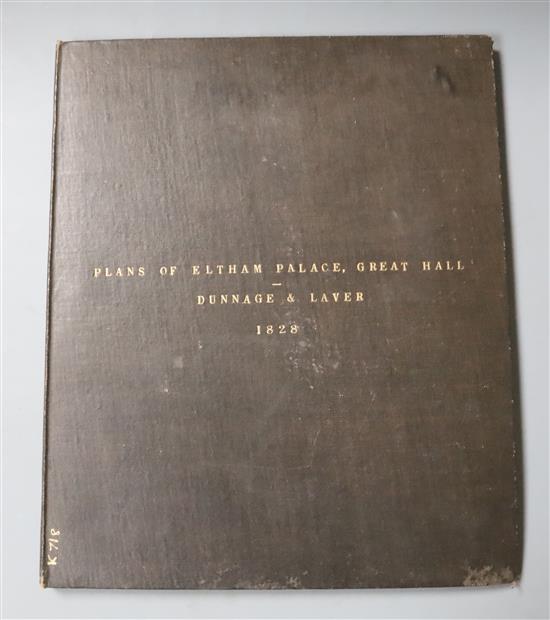 PLANS OF ELTHAM PALACE, GREAT HALL
—
DUNNAGE & LAVER
1828
K 718